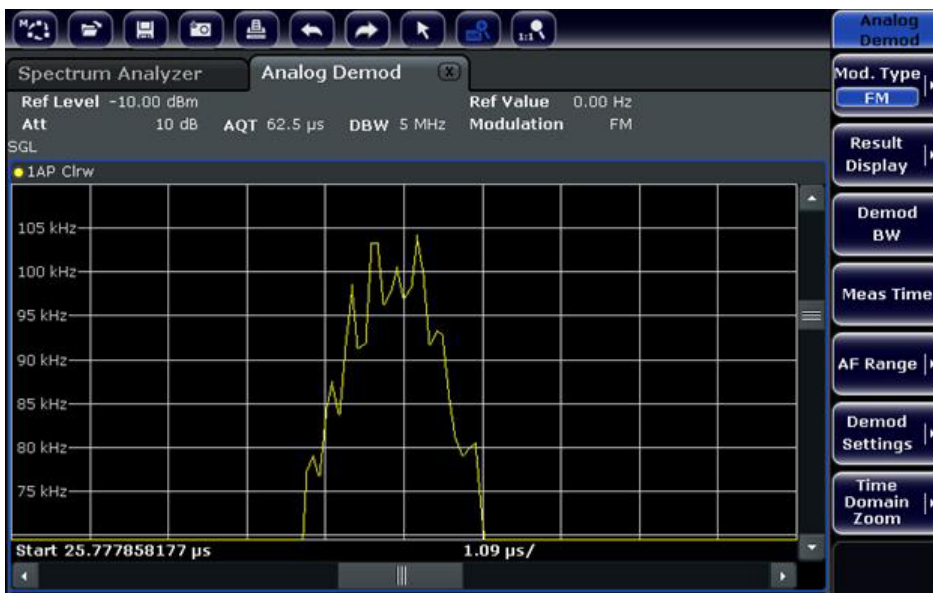 1:1
Analog
Demod
Spectrum Analyzer
Analog Demod X
Mod. Type
FM
Ref Level -10.00 dBm Ref Value 0.00 Hz
Att 10 dB AQT 62.5 µs DBW 5 MHz Modulation FM
SGL
1AP Clrw
Result
Display
Demod
BW
Meas Time
AF Range
Demod
Settings
Time
Domain
Zoom
105 kHz
100 kHz
95 kHz
90 kHz
85 kHz
80 kHz
75 kHz
Start 25.777858177 µs 1.09 µs/